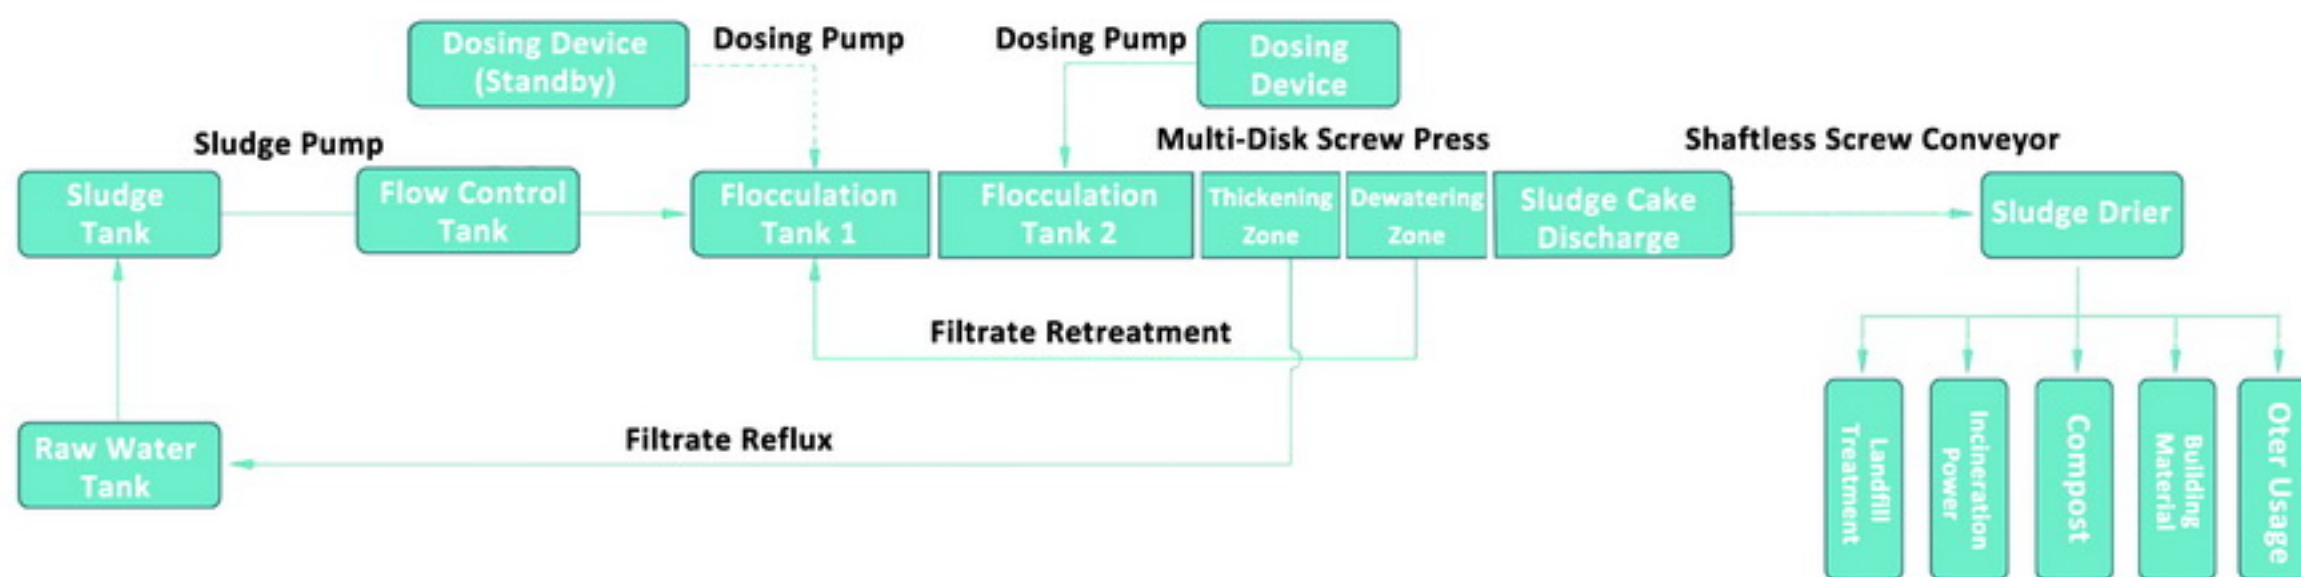 Dosing Device
(Standby)
Dosing Pump
Dosing Pump
Dosing
Device
Sludge Pump
Multi-Disk Screw Press
Shaftless Screw Conveyor
Sludge
Tank
Flow Control
Tank
Flocculation
Tank 1
Flocculation
Tank 2
Thickening
Zone
Dewatering
Zone
Sludge Cake
Discharge
Sludge Drier
Filtrate Retreatment
Filtrate Reflux
Raw Water
Tank
Landfill
Treatment
Incineration
Power
Compost
Building
Material
Oter Usage